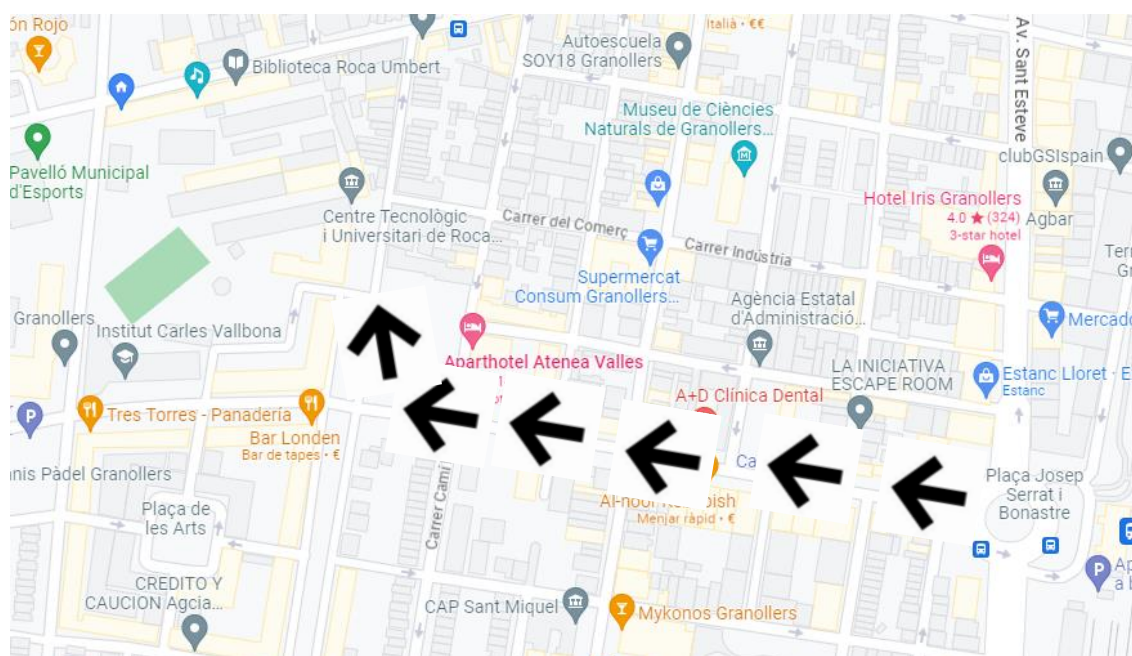 ón Rojo
Biblioteca Roca Umbert
Italià • €€
Autoescuela
SOY18 Granollers
Av. Sant Esteve
Museu de Ciències
Naturals de Granollers...
M
clubGSIspain
Pavelló Municipal
d'Esports
Hotel Iris Granollers
4.0 ★ (324)
3-star hotel
Agbar
Centre Tecnològic
i Universitari de Roca...
Carrer del Comerç
Carrer Indústria
Supermercat
Consum Granollers...
Agència Estatal
d'Administració...
Granollers
Institut Carles Vallbona
Mercado
Aparthotel Atenea Valles
LA INICIATIVA
ESCAPE ROOM
Estanc Lloret · E
Estanc
A+D Clínica Dental
P
Tres Torres - Panadería
Bar Londen
Bar de tapes • €
Ca
nis Pàdel Granollers
Plaça Josep
Serrat i
Bonastre
Al-noor
bish
Menjar ràpid • €
Plaça de
les Arts
Carrer Camí
P
CREDITO Y
CAUCION Agcia...
CAP Sant Miquel
Mykonos Granollers